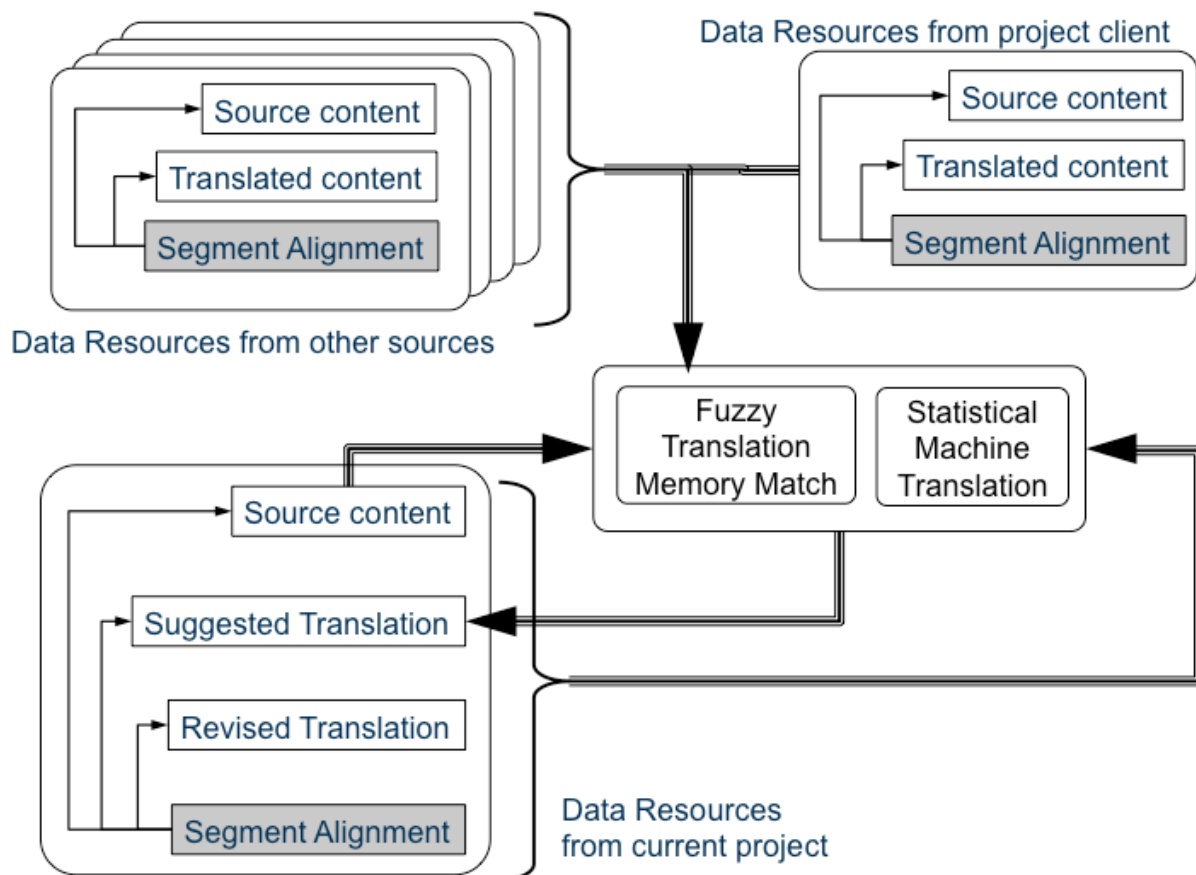 Data Resources from project client
Source content
Translated content
Segment Alignment
Data Resources from other sources
Source content
Translated content
Segment Alignment
Fuzzy
Translation
Memory Match
Statistical
Machine
Translation
Source content
Suggested Translation
Revised Translation
Segment Alignment
Data Resources
from current project